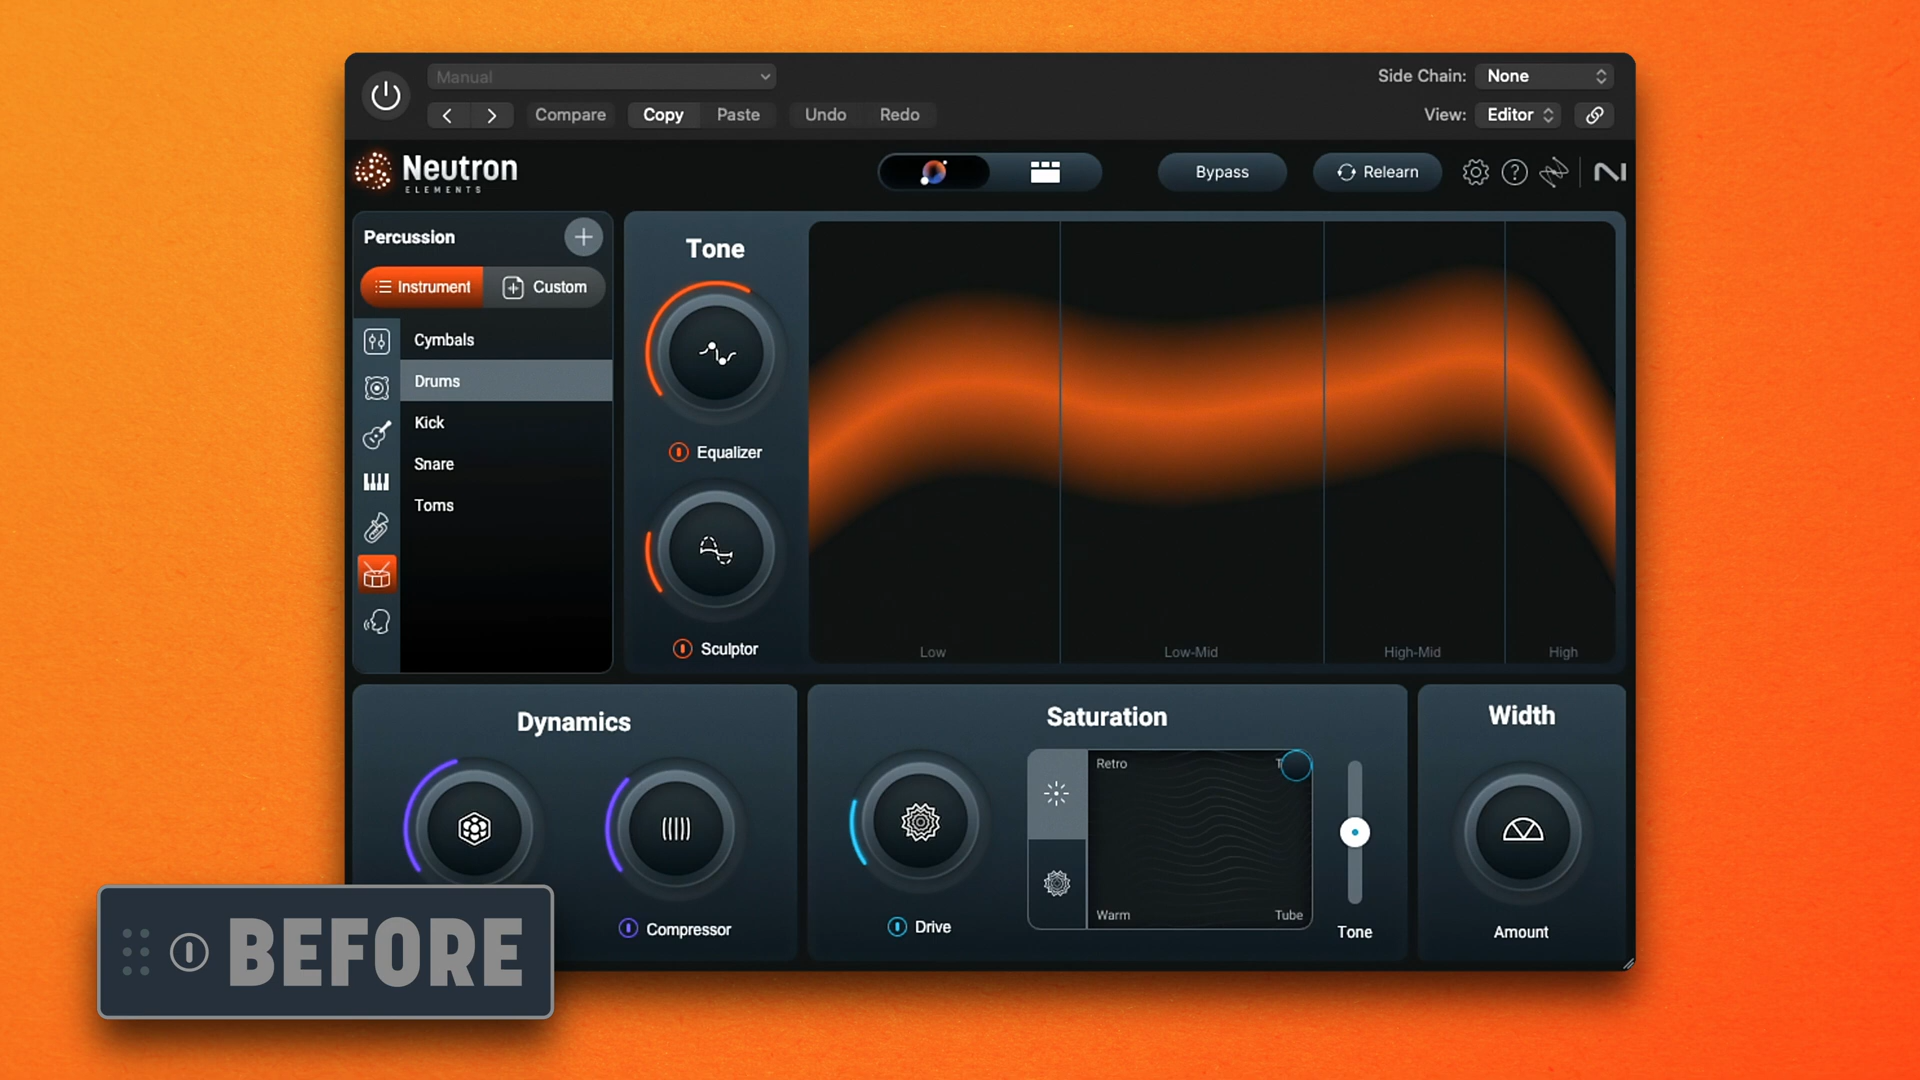 Manual
Side Chain: None
Compare Copy Paste Undo Redo
View: Editor
Neutron
ELEMENTS
Bypass
Relearn
Percussion
Instrument
Custom
Cymbals
Drums
Kick
Snare
Toms
Tone
Equalizer
Sculptor
Low
Low-Mid
High-Mid
High
Dynamics
Compressor
Saturation
Drive
Retro
Warm
Tube
Tone
Width
Amount
BEFORE